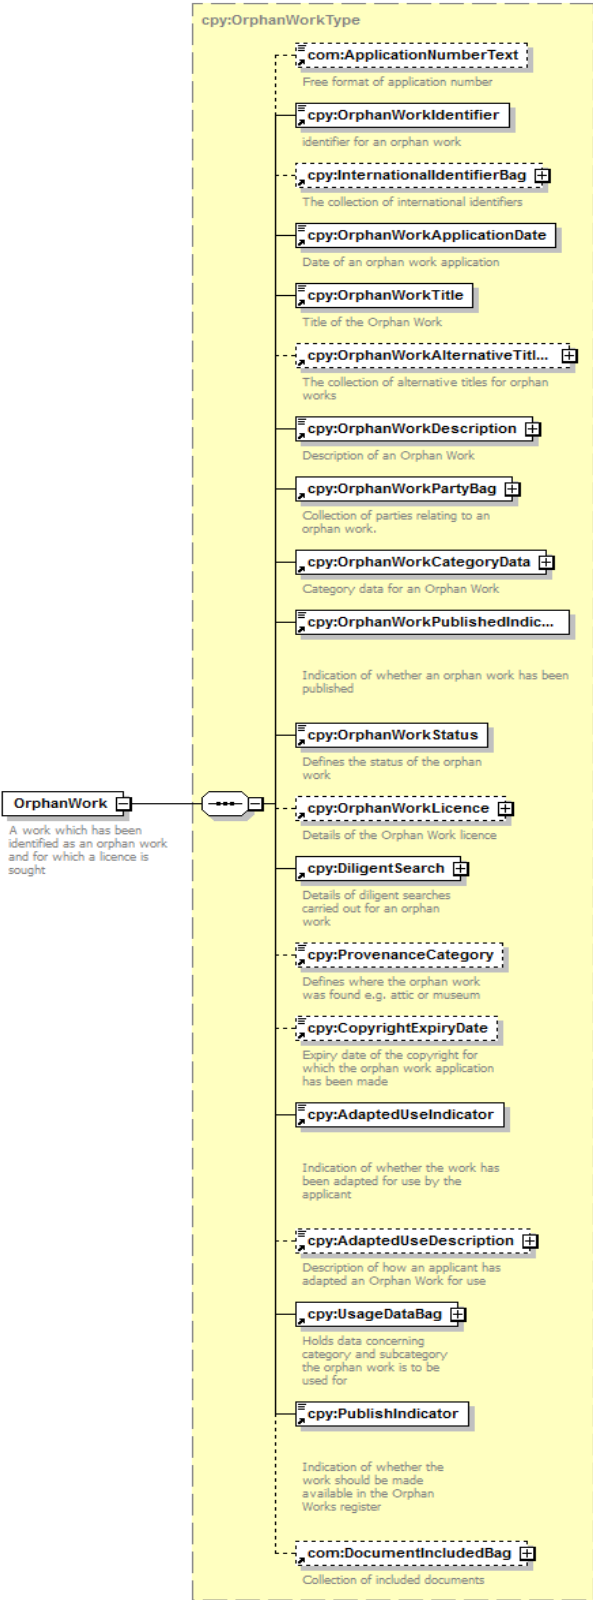 cpy:OrphanWorkType
com:ApplicationNumberText
Free format of application number
cpy:OrphanWorkIdentifier
identifier for an orphan work
cpy:InternationalIdentifierBag
The collection of international identifiers
cpy:OrphanWorkApplicationDate
Date of an orphan work application
cpy:OrphanWorkTitle
Title of the Orphan Work
cpy:OrphanWorkAlternativeTitl...
The collection of alternative titles for orphan
works
cpy:OrphanWorkDescription
Description of an Orphan Work
cpy:OrphanWorkPartyBag
Collection of parties relating to an
orphan work.
cpy:OrphanWorkCategoryData
Category data for an Orphan Work
cpy:OrphanWorkPublishedIndic...
Indication of whether an orphan work has been
published
cpy:OrphanWorkStatus
Defines the status of the orphan
work
OrphanWork
A work which has been
identified as an orphan work
and for which a licence is
sought
cpy:OrphanWorkLicence
Details of the Orphan Work licence
cpy:DiligentSearch
Details of diligent searches
carried out for an orphan
work
cpy:ProvenanceCategory
Defines where the orphan work
was found e.g. attic or museum
cpy:CopyrightExpiryDate
Expiry date of the copyright for
which the orphan work application
has been made
cpy:AdaptedUseIndicator
Indication of whether the work has
been adapted for use by the
applicant
cpy:AdaptedUseDescription
Description of how an applicant has
adapted an Orphan Work for use
cpy:UsageDataBag
Holds data concerning
category and subcategory
the orphan work is to be
used for
cpy:PublishIndicator
Indication of whether the
work should be made
available in the Orphan
Works register
com:DocumentIncludedBag
Collection of included documents